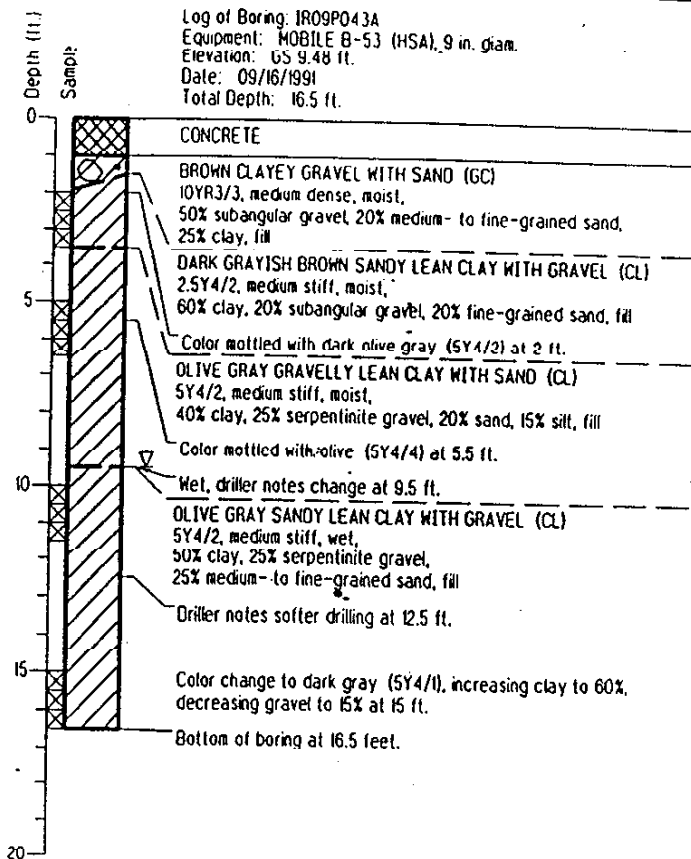 Log of Boring: IR09P043A
Equipment: MOBILE B-53 (HSA), 9 in. diam.
Elevation: GS 9.48 ft.
Date: 09/16/1991
Total Depth: 16.5 ft.
Depth (ft.)
Sample
0
CONCRETE
BROWN CLAYEY GRAVEL WITH SAND (GC)
10YR3/3, medium dense, moist,
50% subangular gravel, 20% medium- to fine-grained sand,
25% clay, fill
DARK GRAYISH BROWN SANDY LEAN CLAY WITH GRAVEL (CL)
2.5Y4/2, medium stiff, moist,
60% clay, 20% subangular gravel, 20% fine-grained sand, fill
5
Color mottled with dark olive gray (5Y4/2) at 2 ft.
OLIVE GRAY GRAVELLY LEAN CLAY WITH SAND (CL)
5Y4/2, medium stiff, moist,
40% clay, 25% serpentinite gravel, 20% sand, 15% silt, fill
Color mottled with olive (5Y4/4) at 5.5 ft.
10
Wet, driller notes change at 9.5 ft.
OLIVE GRAY SANDY LEAN CLAY WITH GRAVEL (CL)
5Y4/2, medium stiff, wet,
50% clay, 25% serpentinite gravel,
25% medium- to fine-grained sand, fill
Driller notes softer drilling at 12.5 ft.
15
Color change to dark gray (5Y4/1), increasing clay to 60%,
decreasing gravel to 15% at 15 ft.
Bottom of boring at 16.5 feet.
20